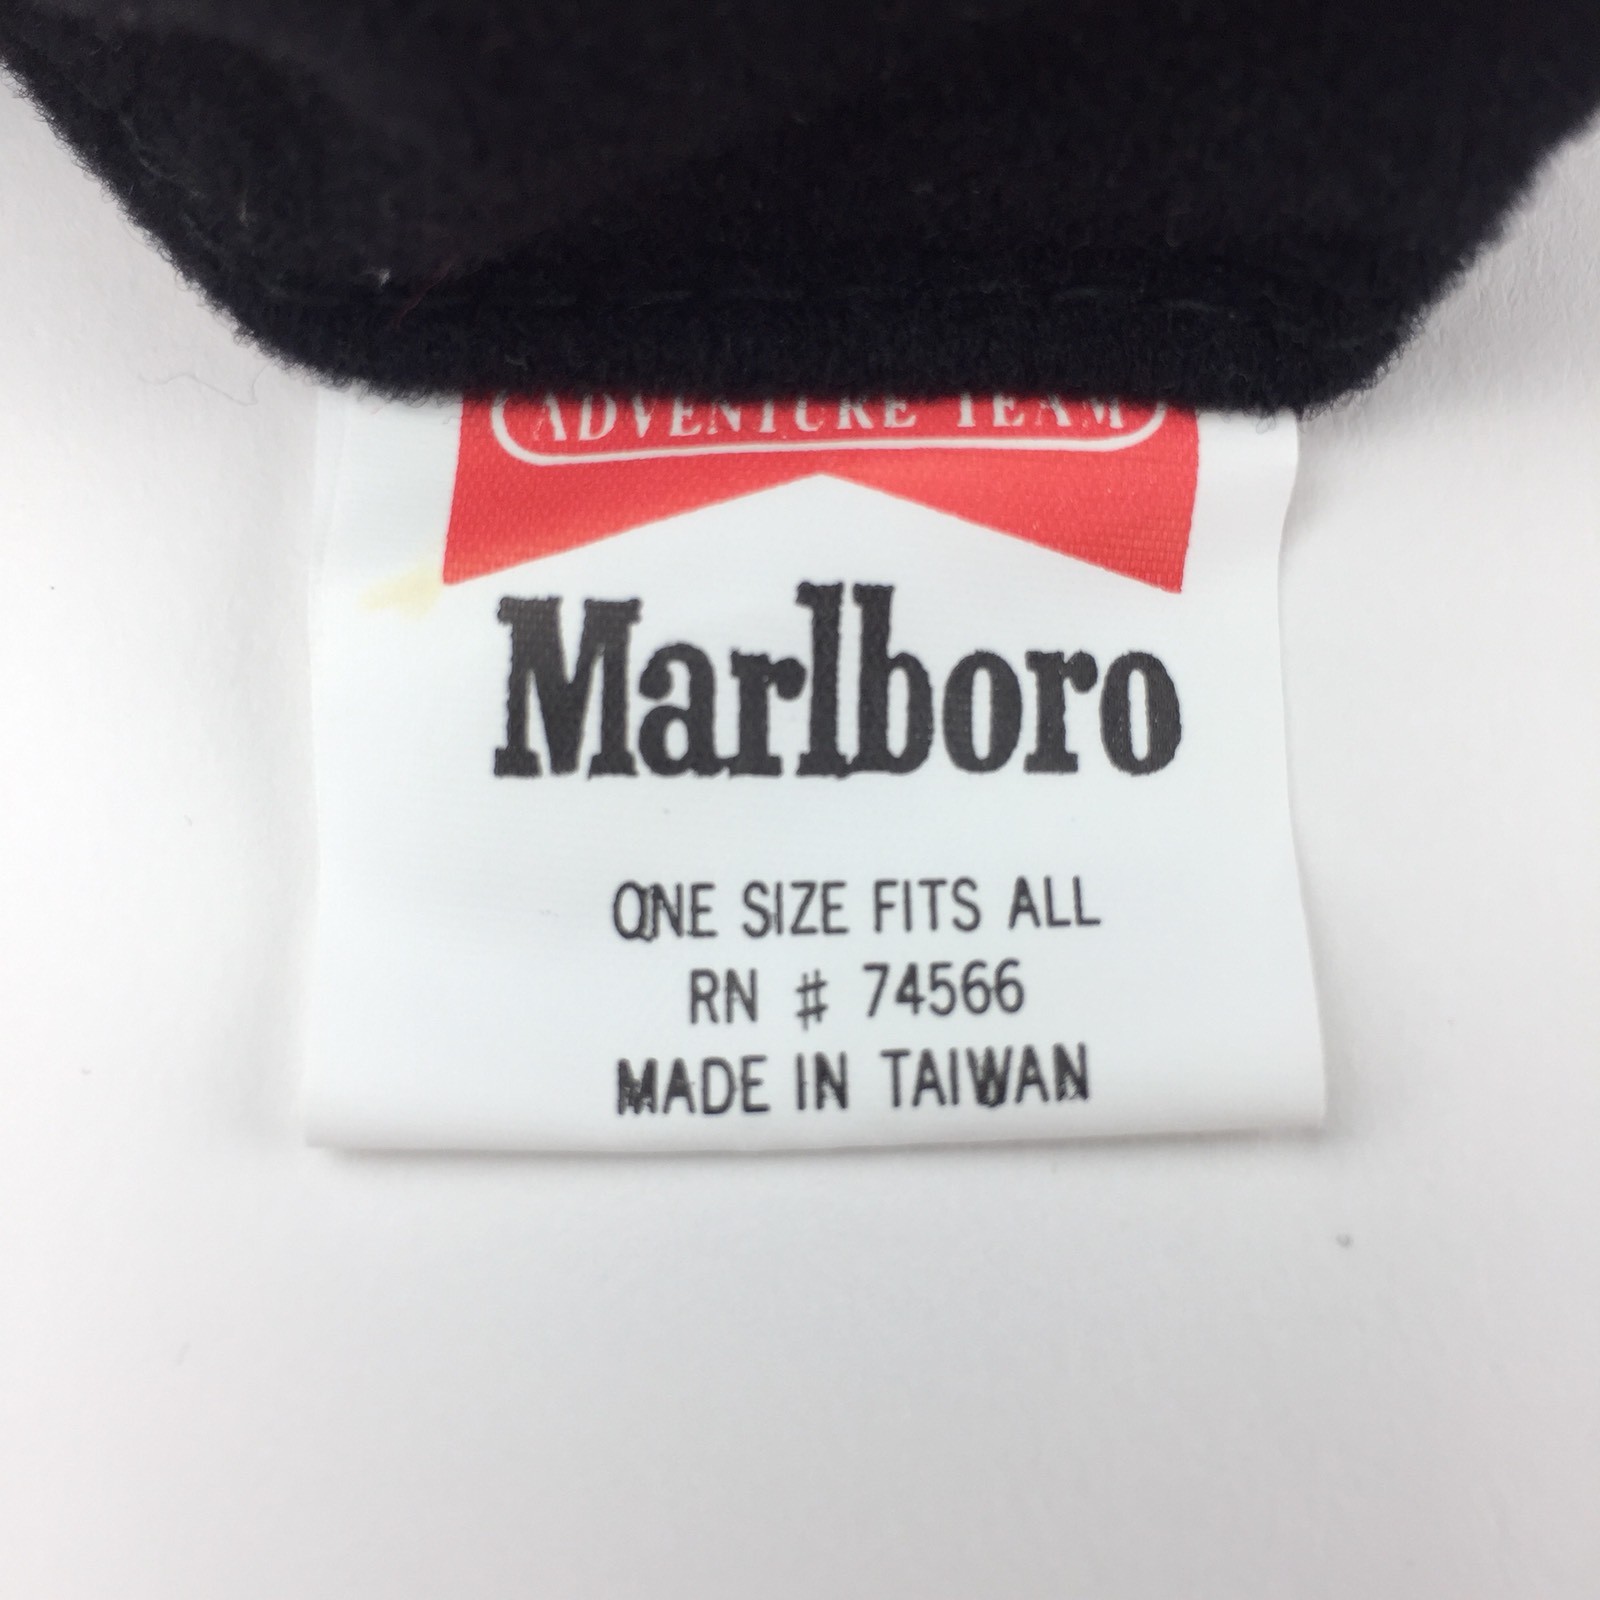 ADVENTURE TEAM
Marlboro
ONE SIZE FITS ALL
RN # 74566
MADE IN TAIWAN